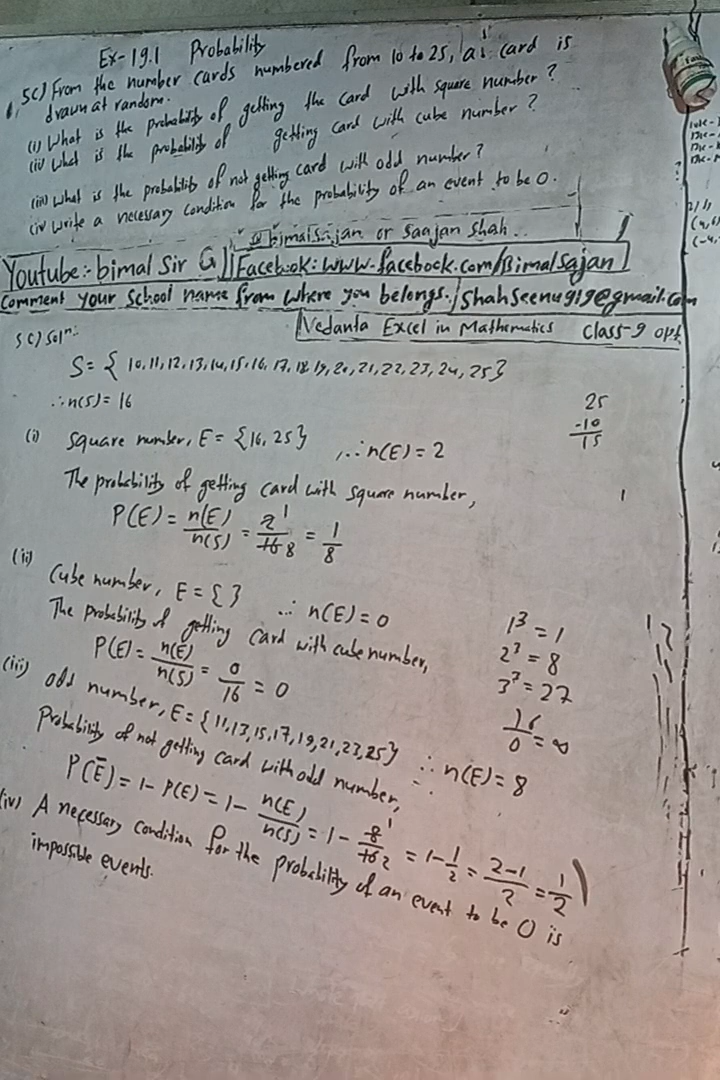 Ex-19.1 Probability
5c) From the number cards numbered from 10 to 25, a card is
drawn at random.
(i) What is the probability of getting the card with square number?
(ii) What is the probability of getting card with cube number?
(iii) What is the probability of not getting card with odd number?
(iv Write a necessary condition for the probability of an event to be 0.
bimalsajan or Saajan Shah..
Youtube:- bimal Sir G Facebook: www.facebook.com/Bimalsajan
Comment your School name from where you belongs. shahseenu919@gmail.com
Vedanta Excel in Mathematics Class-9 opt
5c) Solⁿ:
S = { 10, 11, 12, 13, 14, 15, 16, 17, 18, 19, 20, 21, 22, 23, 24, 25}
∴ n(S) = 16
25
-10
15
(i) Square number, E = {16, 25} ∴ n(E) = 2
The probability of getting card with square number,
P(E) = n(E)/n(S) = 2/16 = 1/8
(ii) Cube number, E = { } ∴ n(E) = 0
The probability of getting card with cube number,
P(E) = n(E)/n(S) = 0/16 = 0
1³ = 1
2³ = 8
3³ = 27
16/0 = ∞
(iii) odd number, E = {11, 13, 15, 17, 19, 21, 23, 25} ∴ n(E) = 8
Probability of not getting card with odd number,
P(Ē) = 1 - P(E) = 1 - n(E)/n(S) = 1 - 8/16 = 1 - 1/2 = 2-1/2 = 1/2
(iv) A necessary condition for the probability of an event to be 0 is
impossible events.